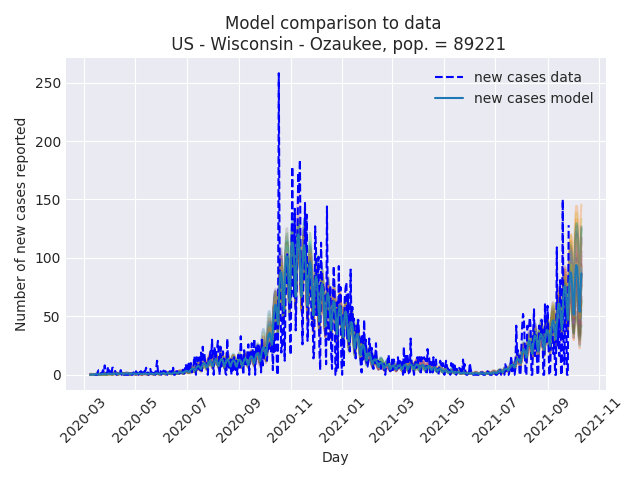 Model comparison to data
US - Wisconsin - Ozaukee, pop. = 89221
new cases data
new cases model
Number of new cases reported
250
200
150
100
50
0
2020-03
2020-05
2020-07
2020-09
2020-11
2021-01
2021-03
2021-05
2021-07
2021-09
2021-11
Day